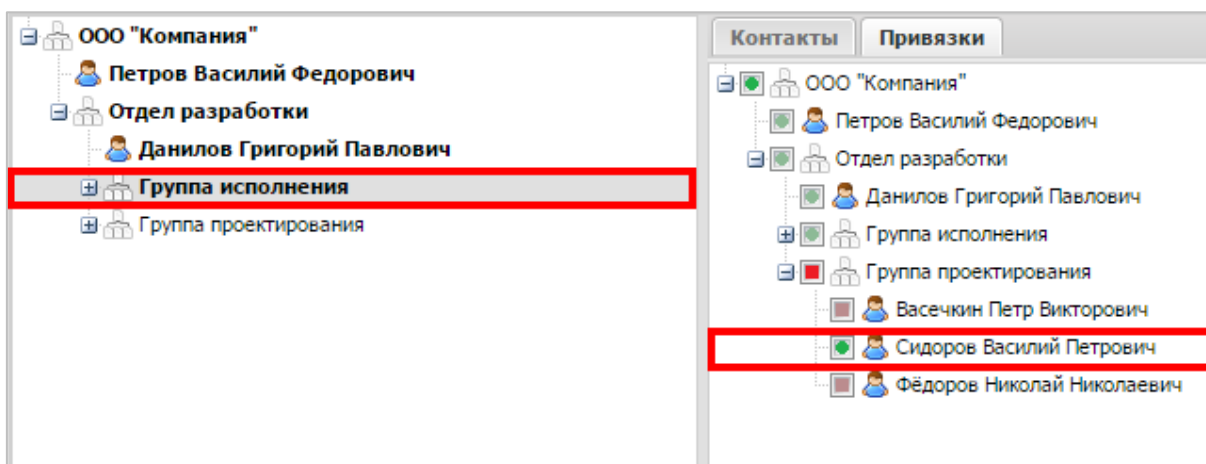 ООО "Компания"
Петров Василий Федорович
Отдел разработки
Данилов Григорий Павлович
Группа исполнения
Группа проектирования
Контакты
Привязки
ООО "Компания"
Петров Василий Федорович
Отдел разработки
Данилов Григорий Павлович
Группа исполнения
Группа проектирования
Васечкин Петр Викторович
Сидоров Василий Петрович
Фёдоров Николай Николаевич